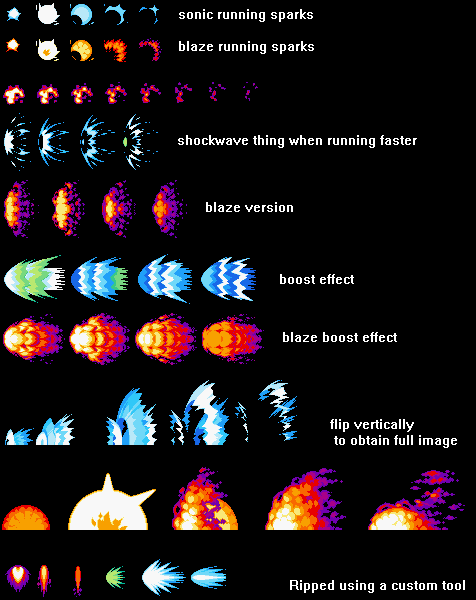 sonic running sparks
blaze running sparks
shockwave thing when running faster
blaze version
boost effect
blaze boost effect
flip vertically
to obtain full image
Ripped using a custom tool